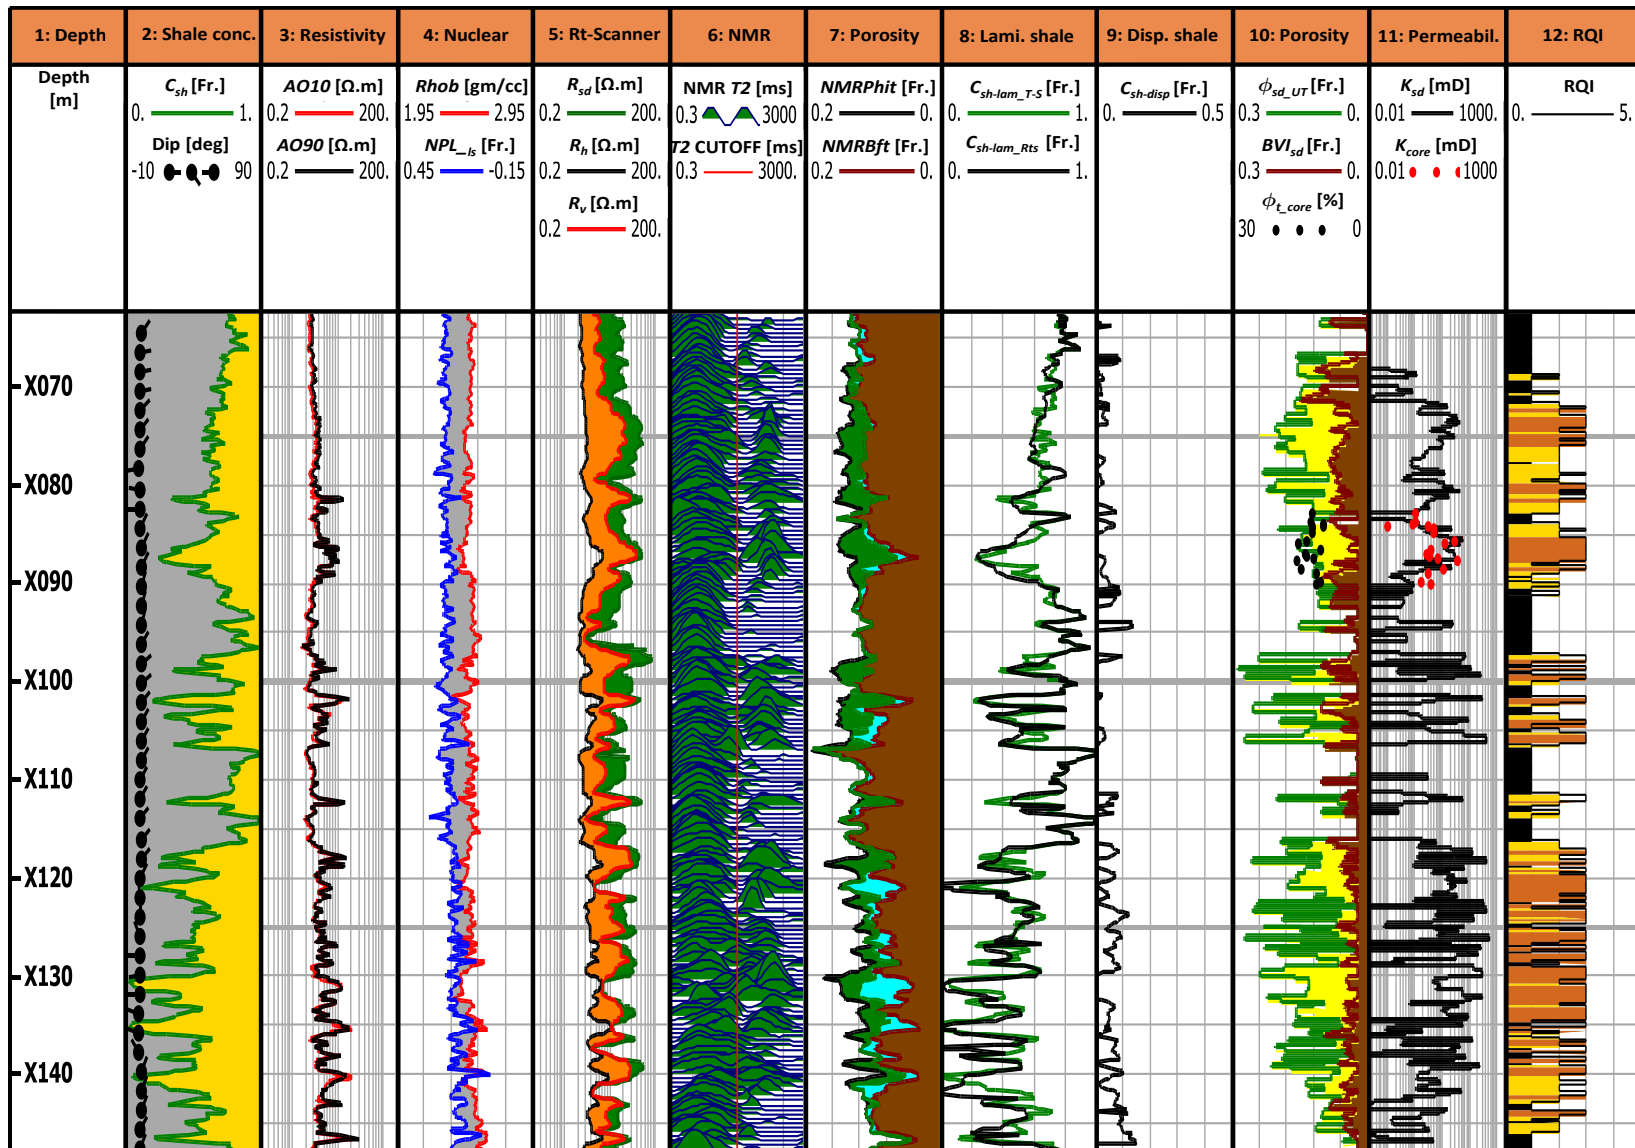 1: Depth 2: Shale conc. 3: Resistivity 4: Nuclear 5: Rt-Scanner 6: NMR 7: Porosity 8: Lami. shale 9: Disp. shale 10: Porosity 11: Permeabil. 12: RQI
Depth
[m]
Csh [Fr.]
0. 1.
Dip [deg]
-10 90
AO10 [Ω.m]
0.2 200.
AO90 [Ω.m]
0.2 200.
Rhob [gm/cc]
1.95 2.95
NPL_ls [Fr.]
0.45 -0.15
Rsd [Ω.m]
0.2 200.
Rh [Ω.m]
0.2 200.
Rv [Ω.m]
0.2 200.
NMR T2 [ms]
0.3 3000
T2 CUTOFF [ms]
0.3 3000.
NMRPhit [Fr.]
0.2 0.
NMRBft [Fr.]
0.2 0.
Csh-lam_T-S [Fr.]
0. 1.
Csh-lam_Rts [Fr.]
0. 1.
Csh-disp [Fr.]
0. 0.5
ϕsd_UT [Fr.]
0.3 0.
BVIsd [Fr.]
0.3 0.
ϕt_core [%]
30 0
Ksd [mD]
0.01 1000.
Kcore [mD]
0.01 1000
RQI
0. 5.
X070
X080
X090
X100
X110
X120
X130
X140